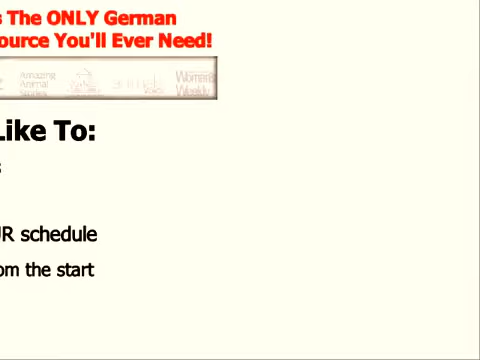 s The ONLY German
ource You'll Ever Need!
Amazing
Animal
Stories
Woman's
Weekly
Like To:
s
UR schedule
om the start